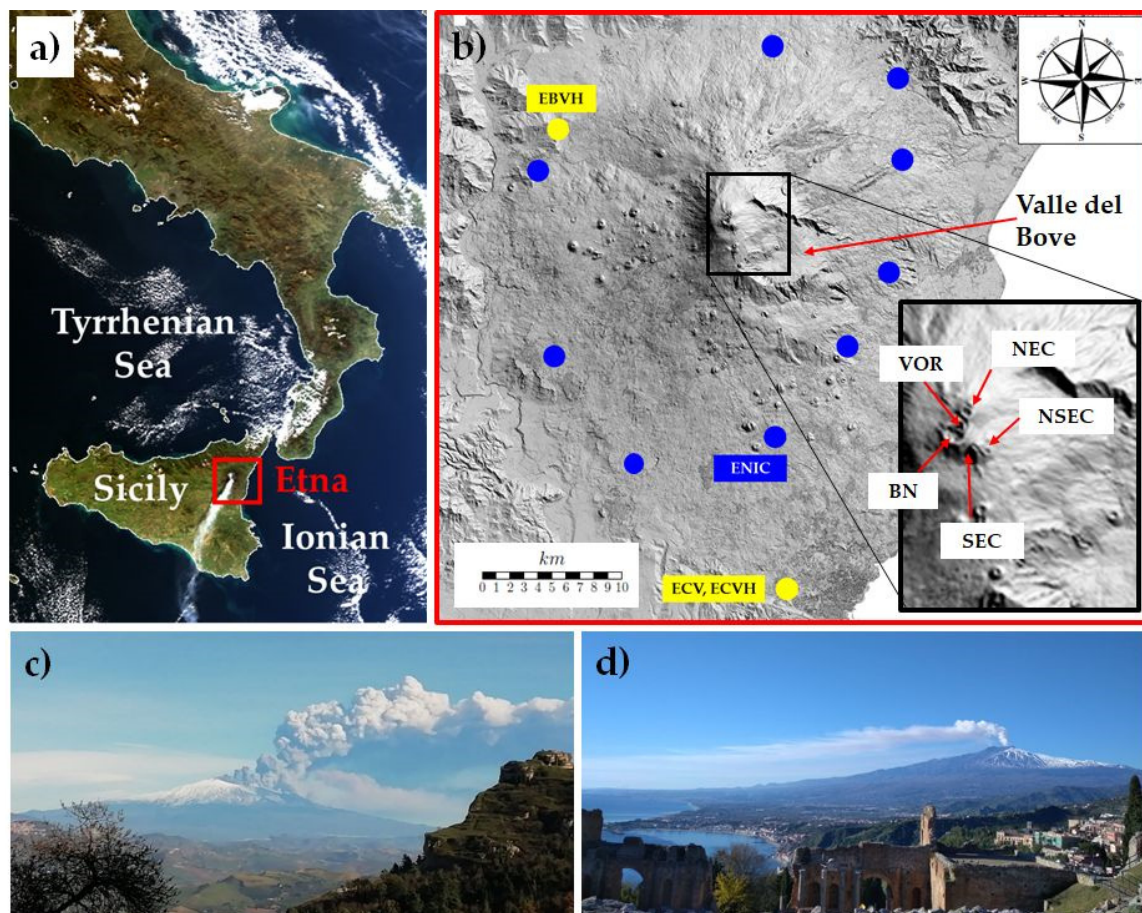 a)
Tyrrhenian
Sea
Sicily
Etna
Ionian
Sea
b)
N
W
E
S
EBVH
Valle del
Bove
VOR
NEC
NSEC
BN
SEC
ENIC
ECV, ECVH
km
0 1 2 3 4 5 6 7 8 9 10
c)
d)